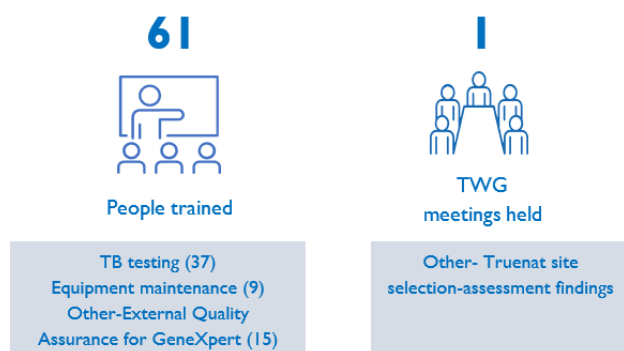 61
People trained
TB testing (37)
Equipment maintenance (9)
Other-External Quality
Assurance for GeneXpert (15)
1
TWG
meetings held
Other- Truenat site
selection-assessment findings